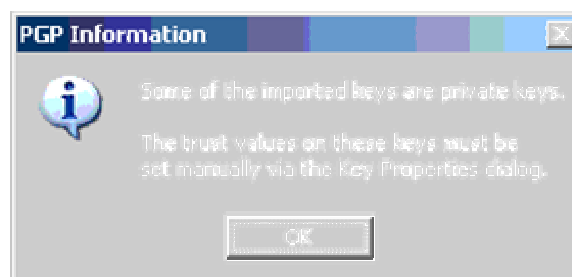 PGP Information
Some of the imported keys are private keys.
The trust values on these keys must be
set manually via the Key Properties dialog.
OK